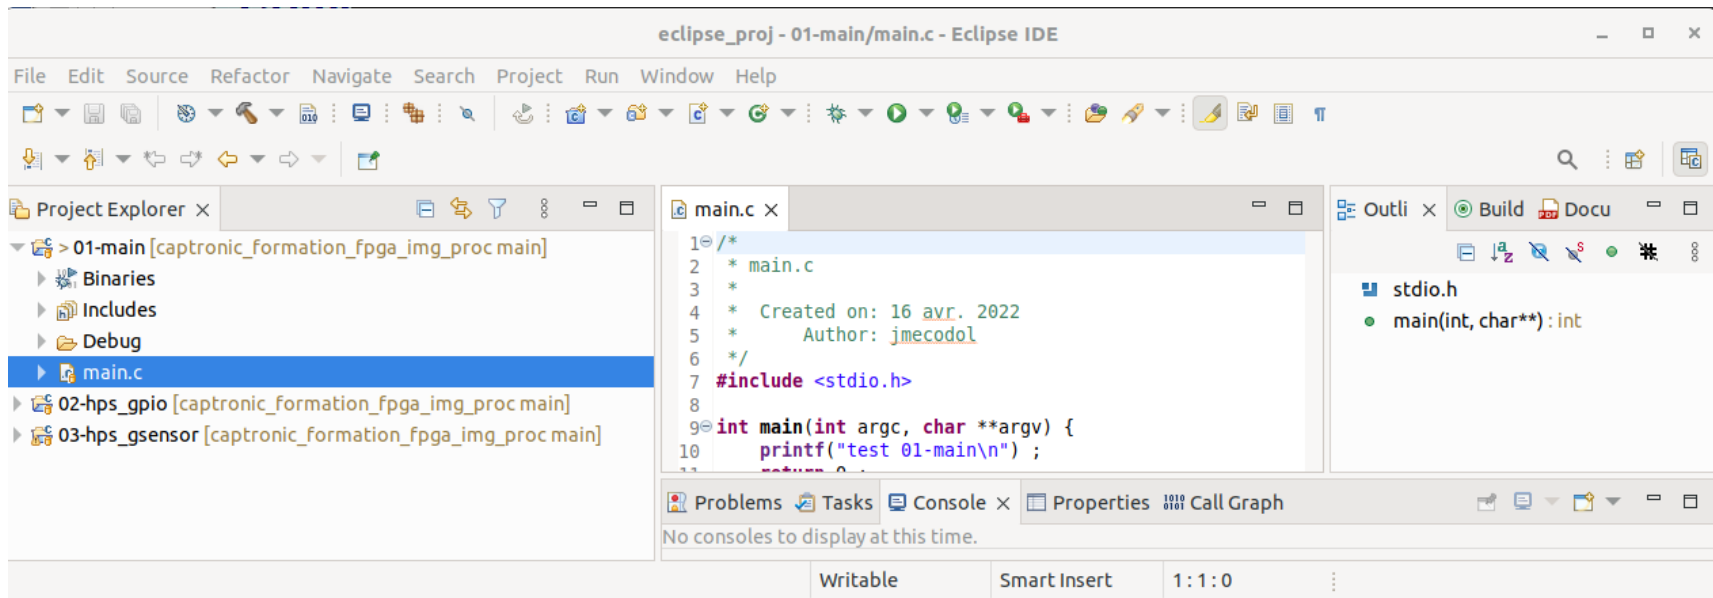 eclipse_proj - 01-main/main.c - Eclipse IDE
File Edit Source Refactor Navigate Search Project Run Window Help
Project Explorer
> 01-main [captronic_formation_fpga_img_proc main]
Binaries
Includes
Debug
main.c
02-hps_gpio [captronic_formation_fpga_img_proc main]
03-hps_gsensor [captronic_formation_fpga_img_proc main]
main.c
1 /*
2 * main.c
3 *
4 * Created on: 16 avr. 2022
5 * Author: jmecodol
6 */
7 #include <stdio.h>
8
9 int main(int argc, char **argv) {
10 printf("test 01-main\n") ;
11 return 0 ;
Outli Build Docu
stdio.h
main(int, char**) : int
Problems Tasks Console Properties Call Graph
No consoles to display at this time.
Writable Smart Insert 1 : 1 : 0